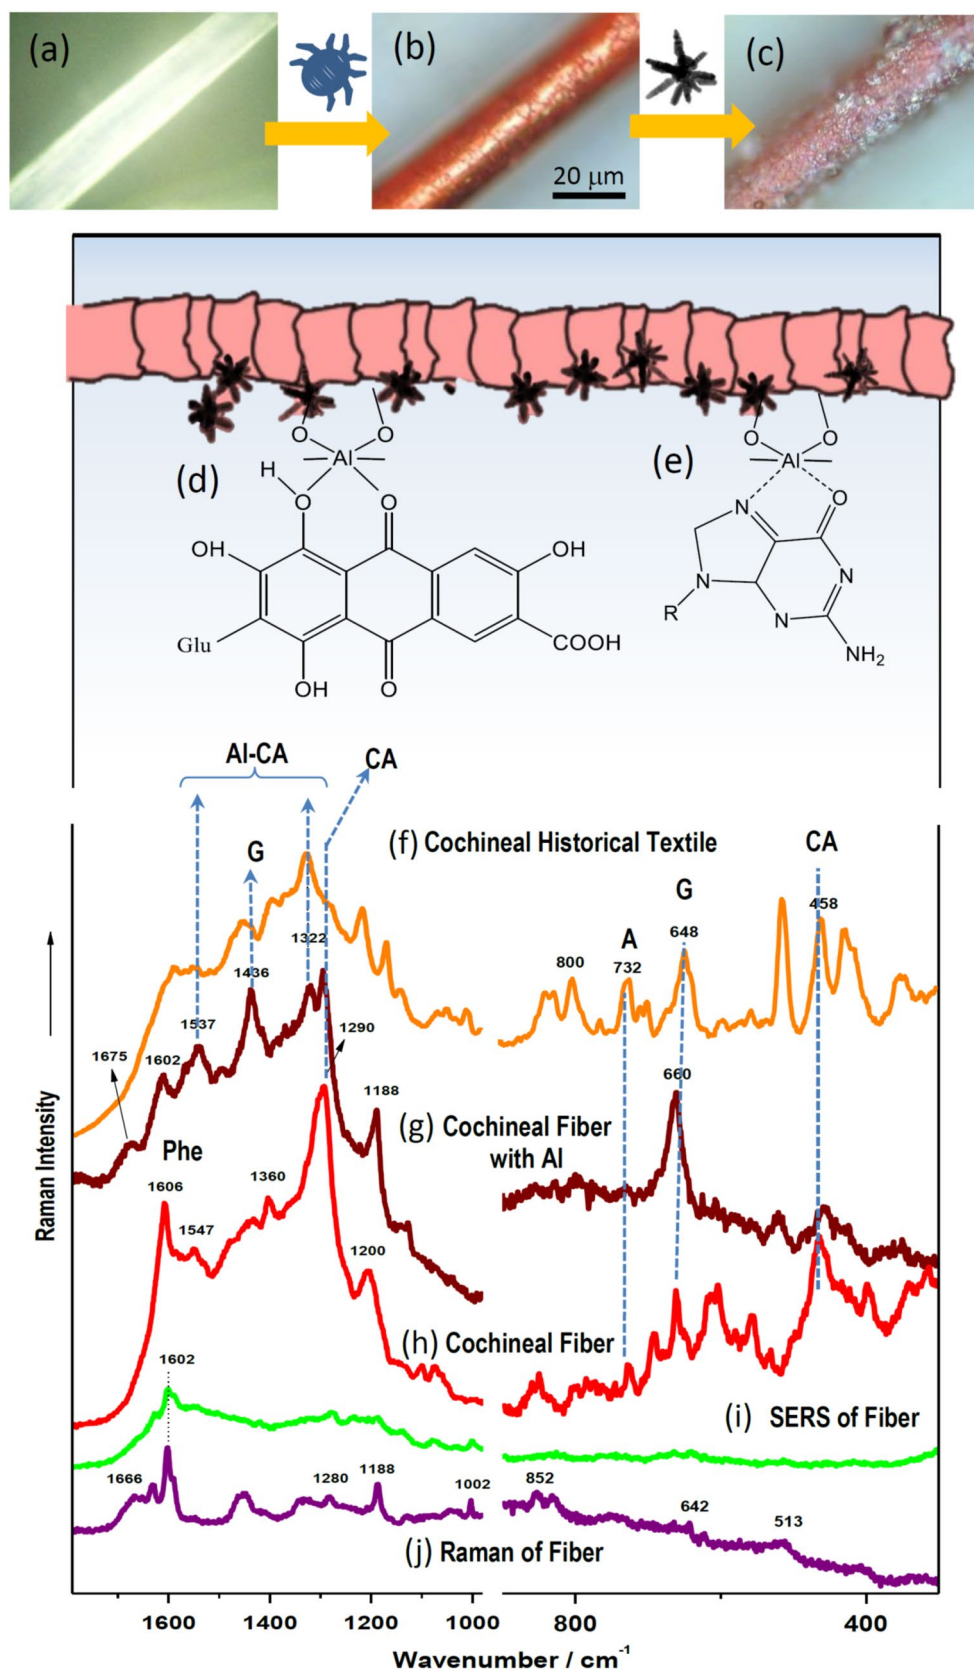 (a)
(b)
(c)
20 μm
(d)
(e)
O
O
Al
H
O
O
OH
OH
Glu
COOH
OH
O
O
O
Al
N
O
N
N
R
N
NH2
Al-CA
CA
(f) Cochineal Historical Textile
CA
G
G
A
458
648
732
800
1322
1436
1537
1290
1675
1602
660
1188
(g) Cochineal Fiber
with Al
Phe
1606
1360
1547
1200
(h) Cochineal Fiber
1602
(i) SERS of Fiber
1666
1280
1188
1002
852
642
513
(j) Raman of Fiber
Raman Intensity
1600
1400
1200
1000
800
400
Wavenumber / cm-1